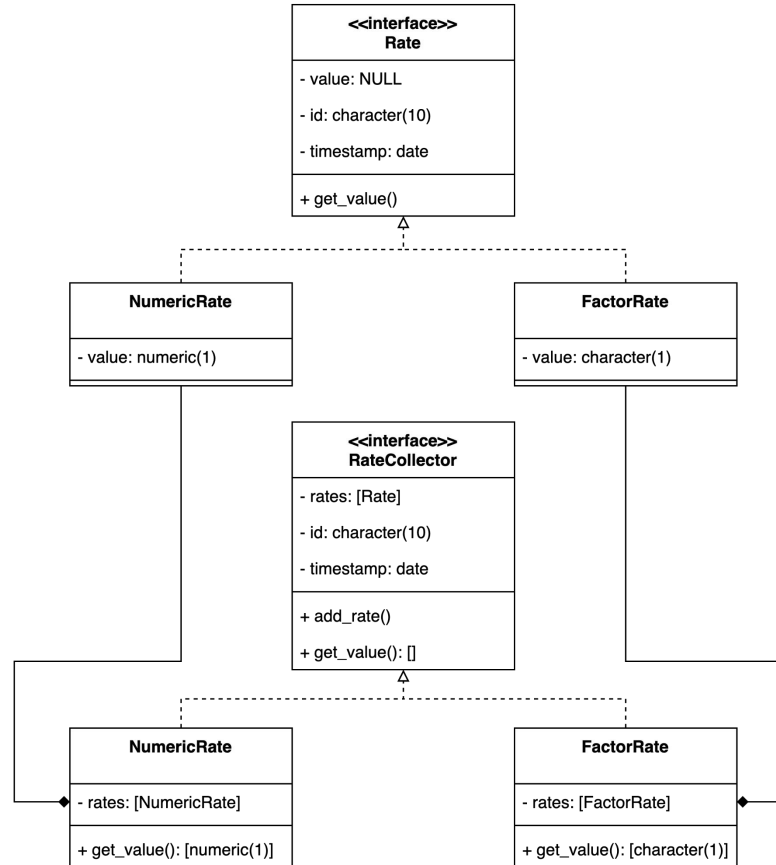 <<interface>>
Rate
- value: NULL
- id: character(10)
- timestamp: date
+ get_value()
NumericRate
- value: numeric(1)
FactorRate
- value: character(1)
<<interface>>
RateCollector
- rates: [Rate]
- id: character(10)
- timestamp: date
+ add_rate()
+ get_value(): []
NumericRate
- rates: [NumericRate]
+ get_value(): [numeric(1)]
FactorRate
- rates: [FactorRate]
+ get_value(): [character(1)]